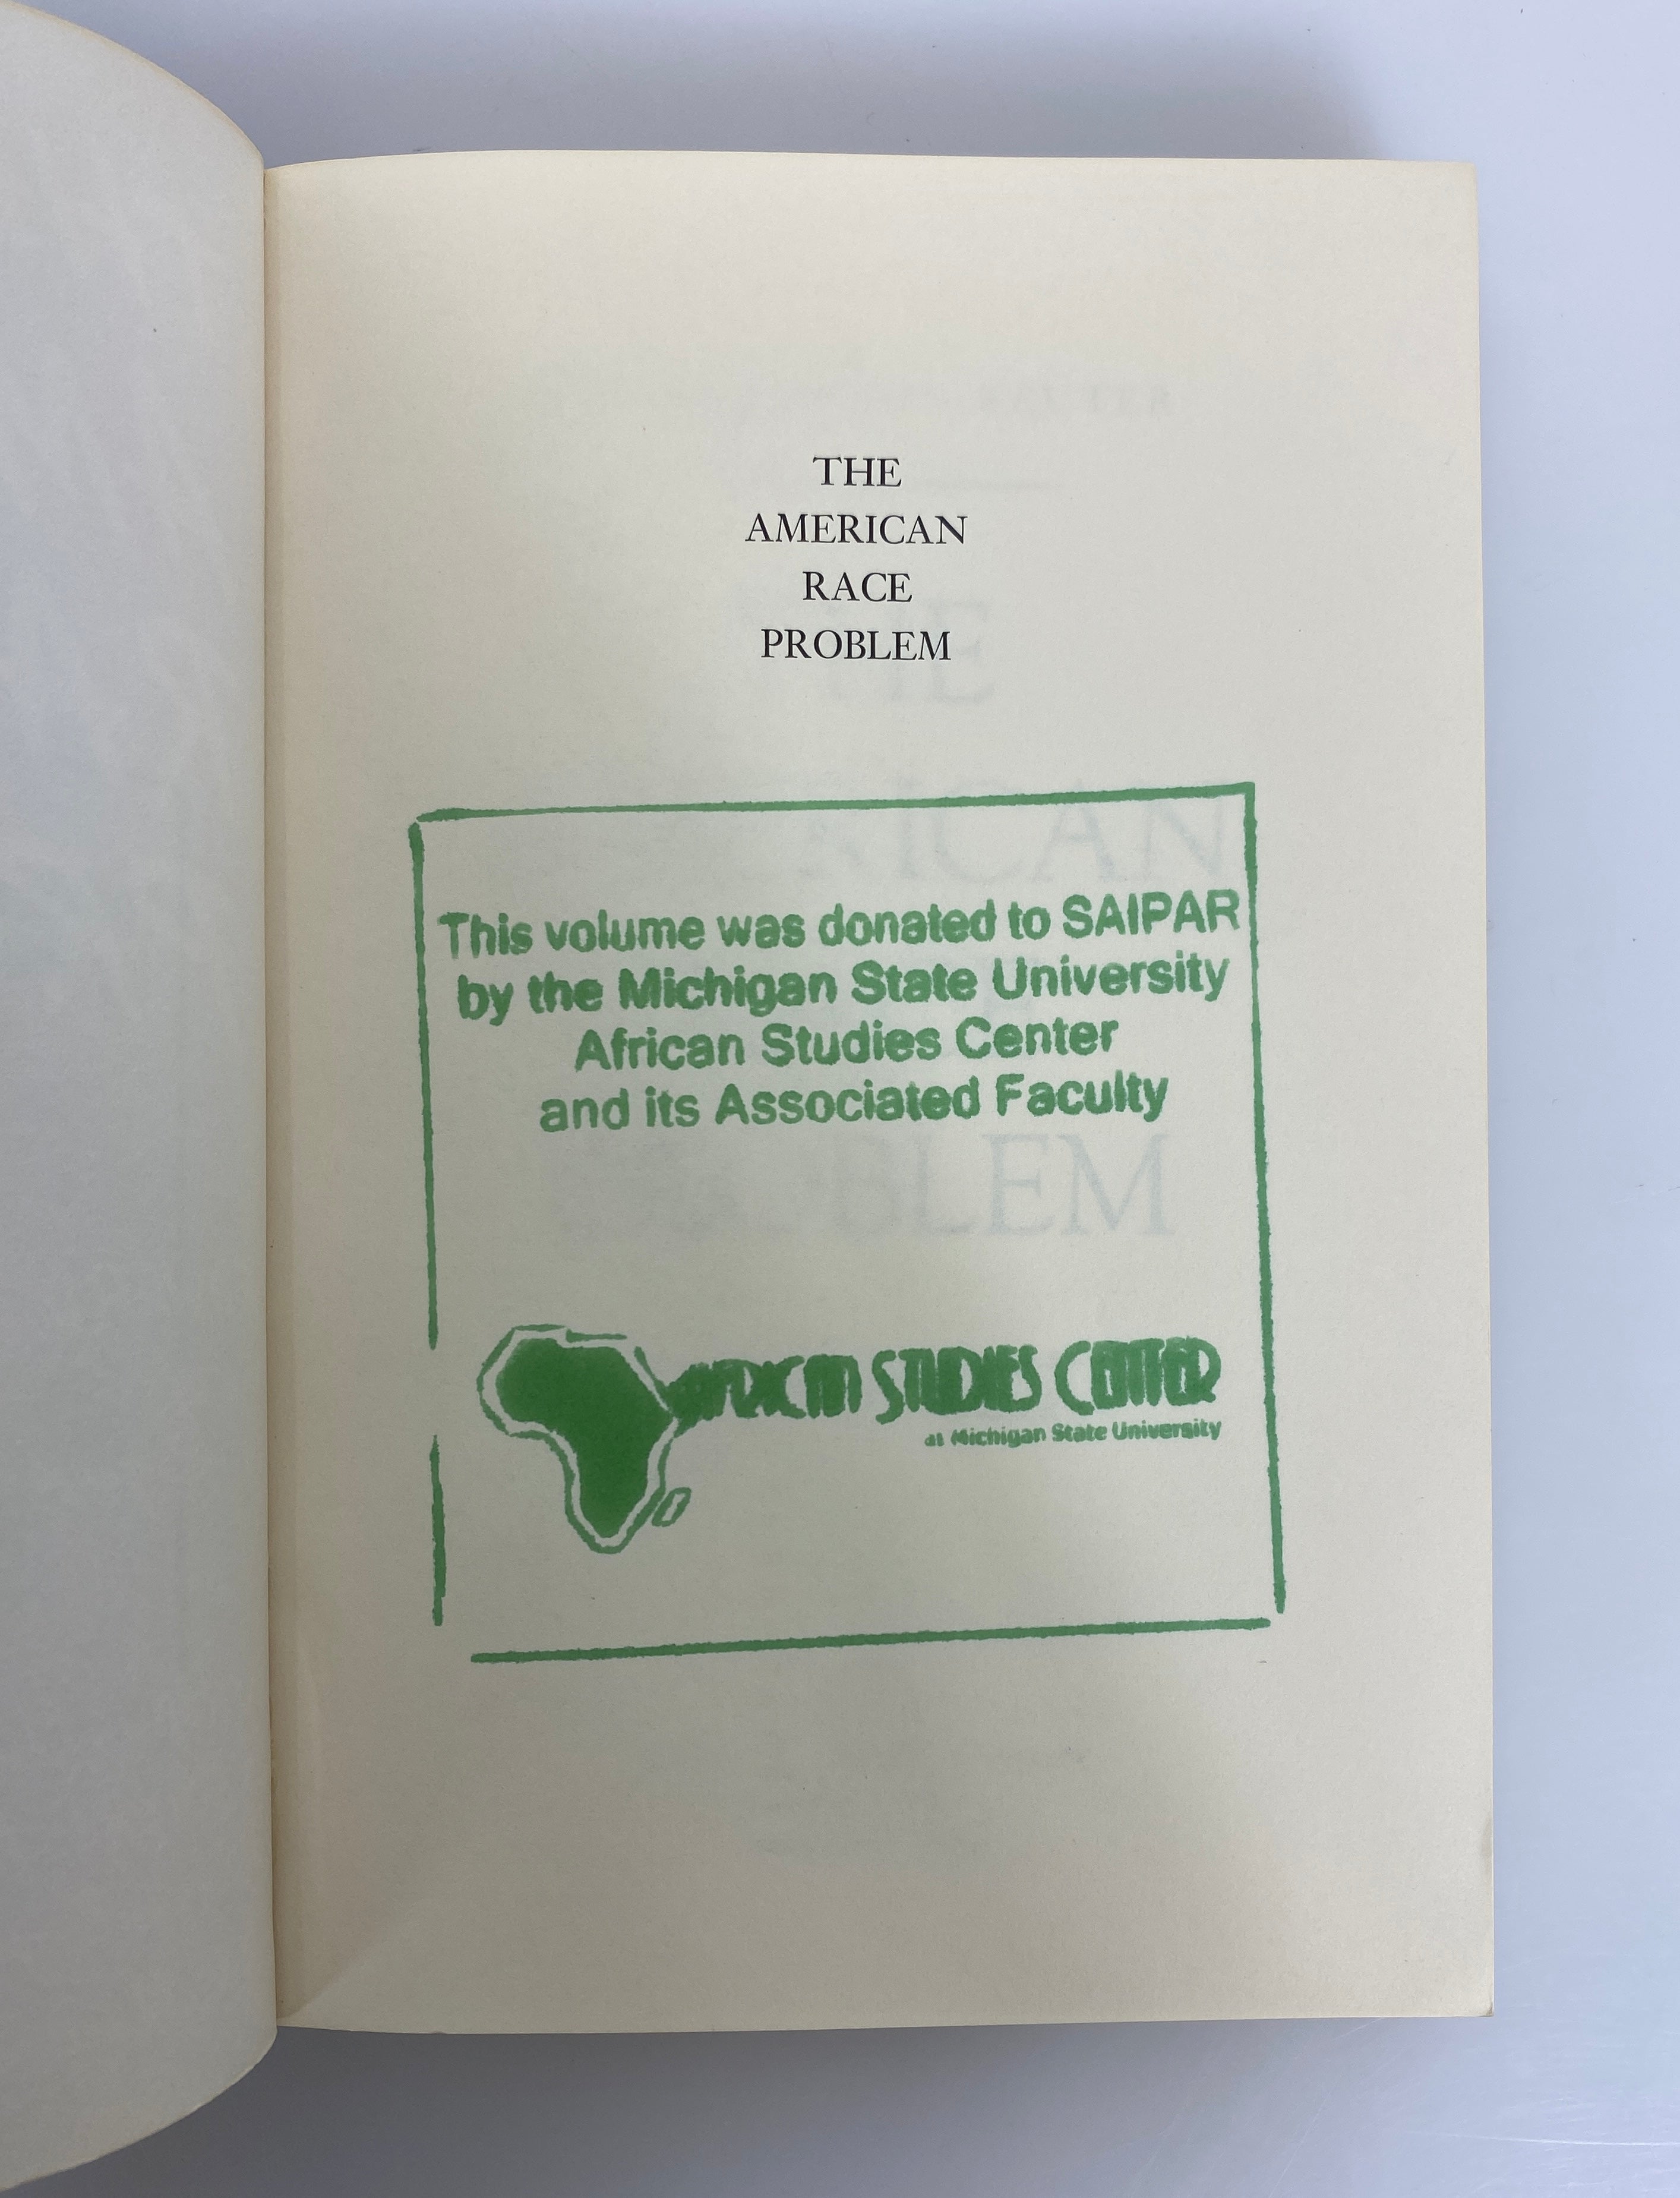 THE
AMERICAN
RACE
PROBLEM
This volume was donated to SAIPAR
by the Michigan State University
African Studies Center
and its Associated Faculty
AFRICAN STUDIES CENTER
at Michigan State University